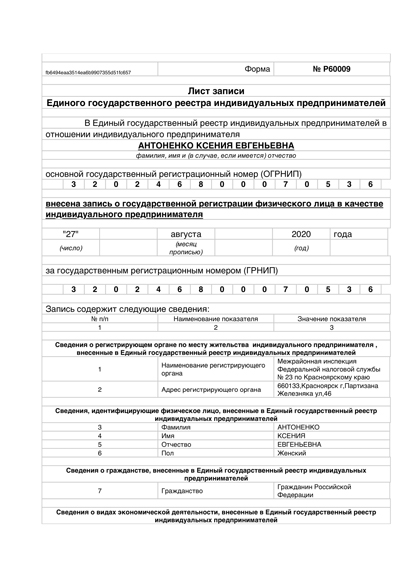 fb6494eaa3514ea6b9907355d51fc657
Форма № Р60009
Лист записи
Единого государственного реестра индивидуальных предпринимателей
В Единый государственный реестр индивидуальных предпринимателей в
отношении индивидуального предпринимателя
АНТОНЕНКО КСЕНИЯ ЕВГЕНЬЕВНА
фамилия, имя и (в случае, если имеется) отчество
основной государственный регистрационный номер (ОГРНИП)
3 2 0 2 4 6 8 0 0 0 7 0 5 3 6
внесена запись о государственной регистрации физического лица в качестве
индивидуального предпринимателя
"27" августа 2020 года
(число) (месяц прописью) (год)
за государственным регистрационным номером (ГРНИП)
3 2 0 2 4 6 8 0 0 0 7 0 5 3 6
Запись содержит следующие сведения:
№ п/п Наименование показателя Значение показателя
1 2 3
Сведения о регистрирующем органе по месту жительства индивидуального предпринимателя ,
внесенные в Единый государственный реестр индивидуальных предпринимателей
1 Наименование регистрирующего органа Межрайонная инспекция Федеральной налоговой службы № 23 по Красноярскому краю
2 Адрес регистрирующего органа 660133,Красноярск г,Партизана Железняка ул,46
Сведения, идентифицирующие физическое лицо, внесенные в Единый государственный реестр
индивидуальных предпринимателей
3 Фамилия АНТОНЕНКО
4 Имя КСЕНИЯ
5 Отчество ЕВГЕНЬЕВНА
6 Пол Женский
Сведения о гражданстве, внесенные в Единый государственный реестр индивидуальных
предпринимателей
7 Гражданство Гражданин Российской Федерации
Сведения о видах экономической деятельности, внесенные в Единый государственный реестр
индивидуальных предпринимателей